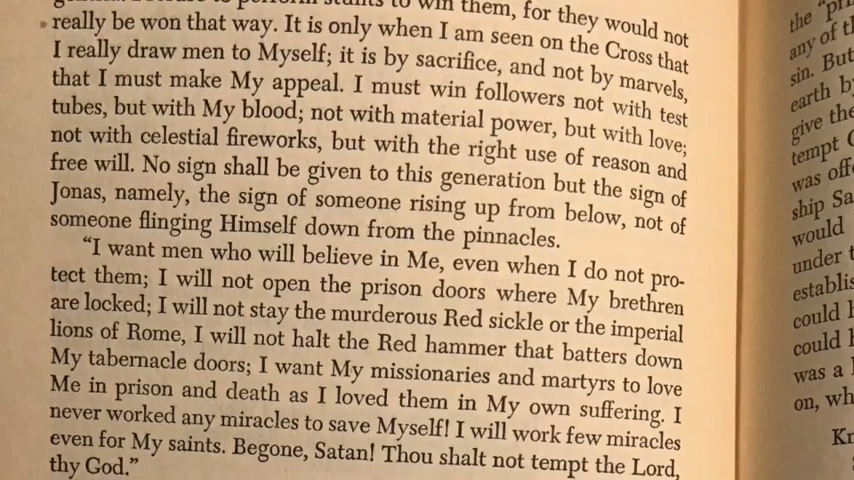 to perform stunts to win them, for they would not
really be won that way. It is only when I am seen on the Cross that
I really draw men to Myself; it is by sacrifice, and not by marvels,
that I must make My appeal. I must win followers not with test
tubes, but with My blood; not with material power, but with love;
not with celestial fireworks, but with the right use of reason and
free will. No sign shall be given to this generation but the sign of
Jonas, namely, the sign of someone rising up from below, not of
someone flinging Himself down from the pinnacles.
“I want men who will believe in Me, even when I do not pro-
tect them; I will not open the prison doors where My brethren
are locked; I will not stay the murderous Red sickle or the imperial
lions of Rome, I will not halt the Red hammer that batters down
My tabernacle doors; I want My missionaries and martyrs to love
Me in prison and death as I loved them in My own suffering. I
never worked any miracles to save Myself! I will work few miracles
even for My saints. Begone, Satan! Thou shalt not tempt the Lord,
thy God.”
the
any of
sin. But
earth
give the
tempt
was
ship
would
under
establis
could
could
was a
on,